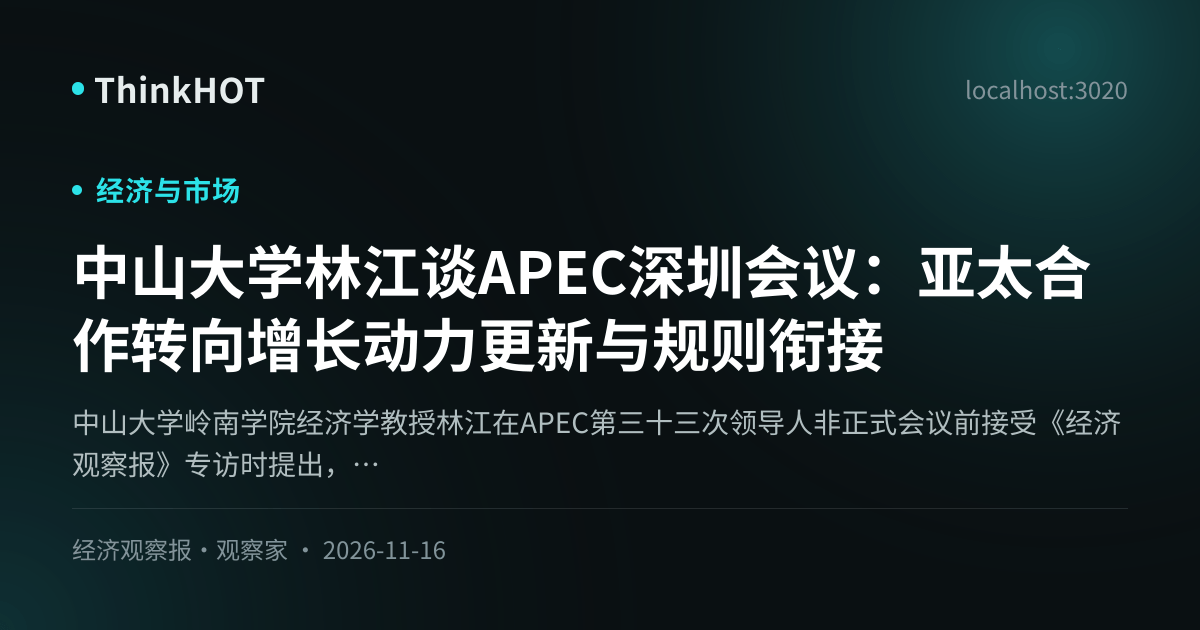 ThinkHOT
localhost:3020
经济与市场
中山大学林江谈APEC深圳会议：亚太合
作转向增长动力更新与规则衔接
中山大学岭南学院经济学教授林江在APEC第三十三次领导人非正式会议前接受《经济
观察报》专访时提出，…
经济观察报·观察家 · 2026-11-16